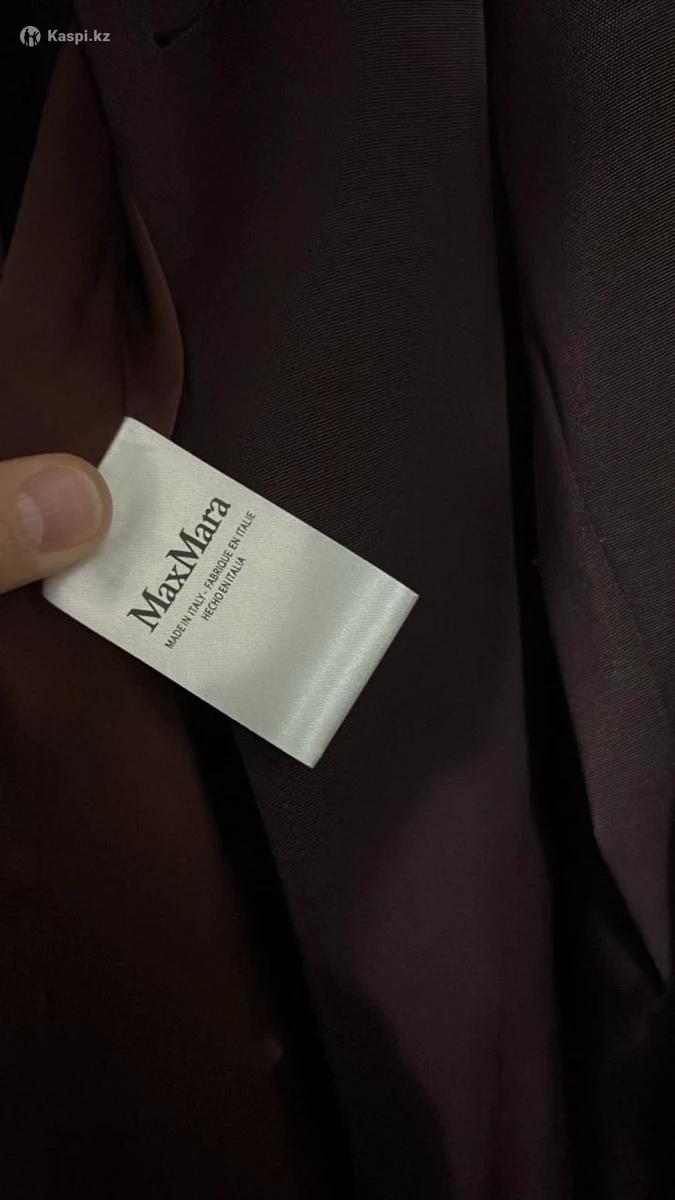 Kaspi.kz
MaxMara
MADE IN ITALY - FABRIQUE EN ITALIE
HECHO EN ITALIA